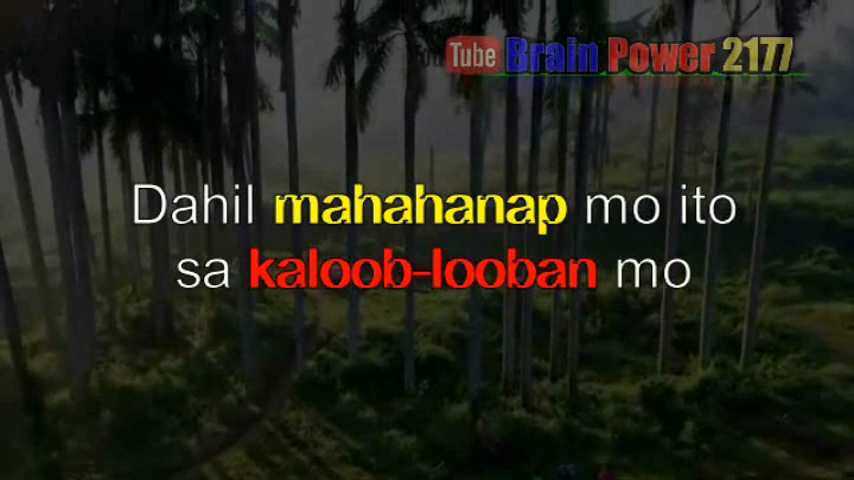 Tube Brain Power 2177
Dahil mahahanap mo ito
sa kaloob-looban mo